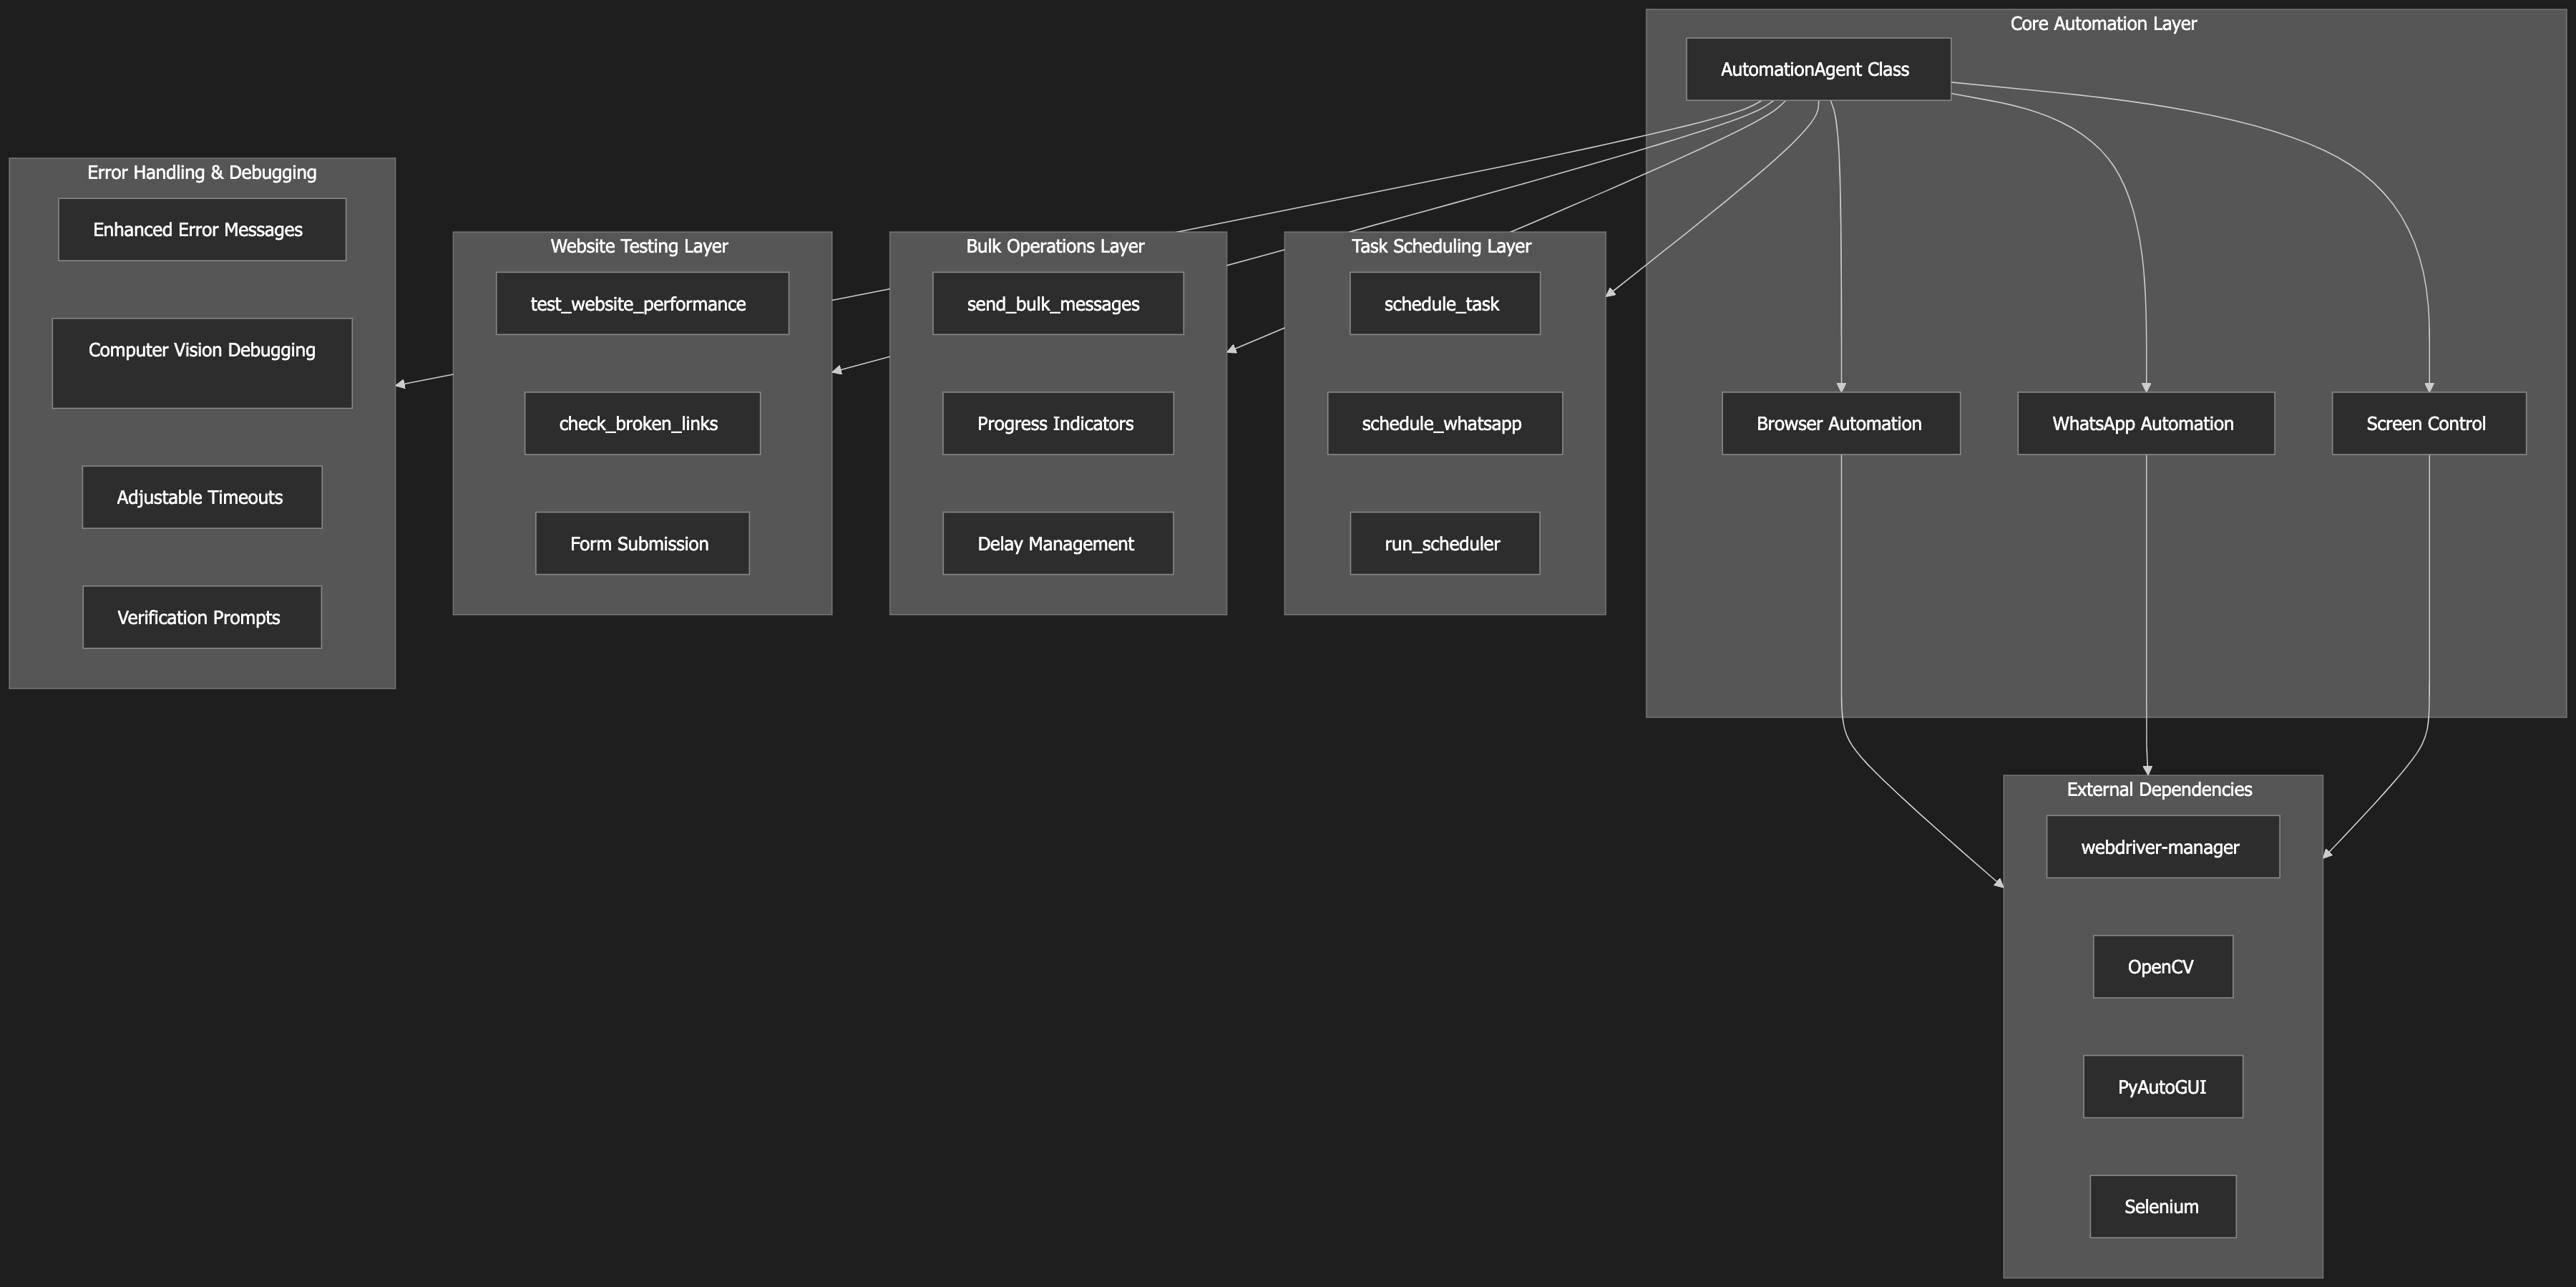 Core Automation Layer
AutomationAgent Class
Browser Automation
WhatsApp Automation
Screen Control
Error Handling & Debugging
Enhanced Error Messages
Computer Vision Debugging
Adjustable Timeouts
Verification Prompts
Website Testing Layer
test_website_performance
check_broken_links
Form Submission
Bulk Operations Layer
send_bulk_messages
Progress Indicators
Delay Management
Task Scheduling Layer
schedule_task
schedule_whatsapp
run_scheduler
External Dependencies
webdriver-manager
OpenCV
PyAutoGUI
Selenium